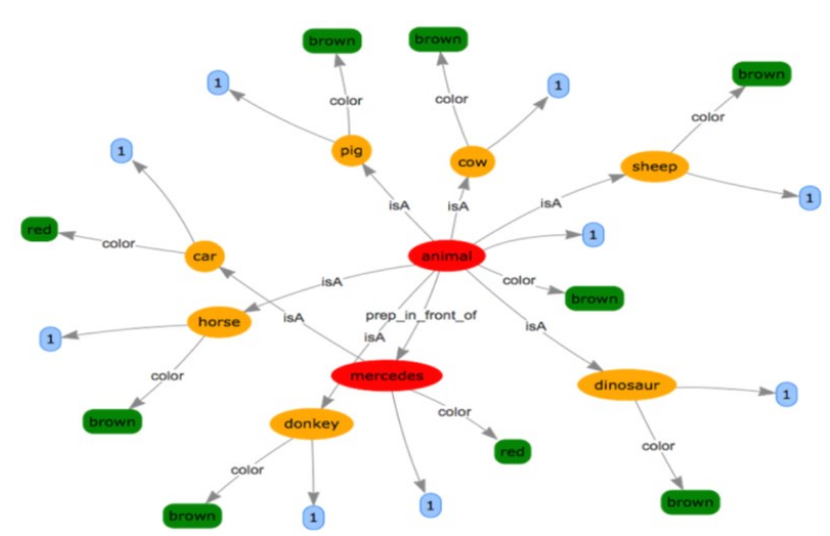 brown
brown
brown
1
color
color
1
color
1
pig
cow
sheep
isA
isA
isA
1
red
color
car
1
animal
isA
color
brown
horse
isA
prep_in_front_of
isA
isA
1
color
mercedes
dinosaur
1
brown
donkey
color
red
color
color
brown
1
1
brown